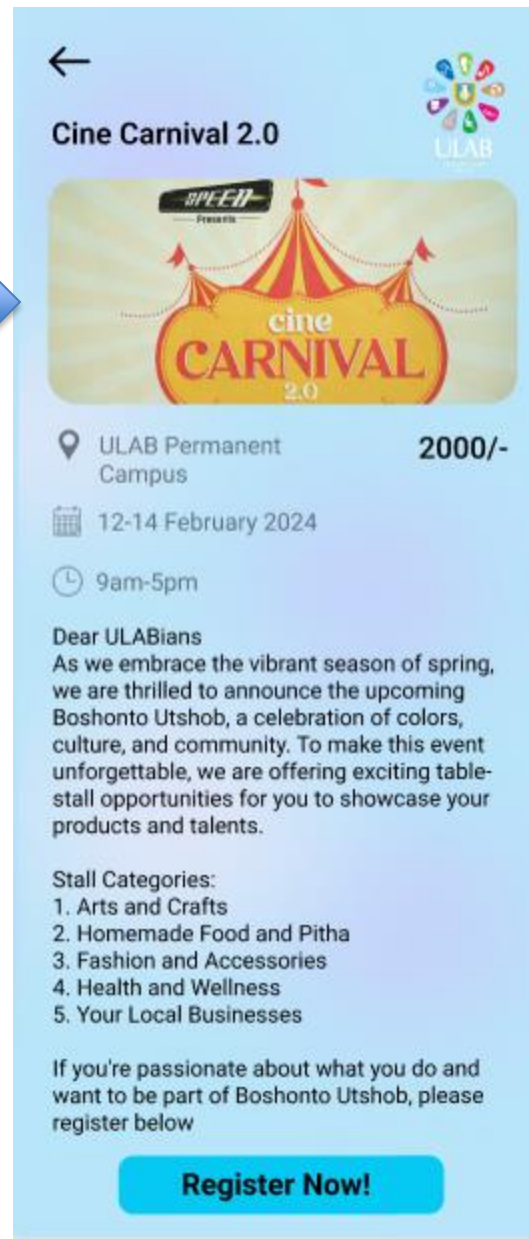 Cine Carnival 2.0
ULAB
SPEED
Presents
cine
CARNIVAL
2.0
ULAB Permanent
Campus
2000/-
12-14 February 2024
9am-5pm
Dear ULABians
As we embrace the vibrant season of spring,
we are thrilled to announce the upcoming
Boshonto Utshob, a celebration of colors,
culture, and community. To make this event
unforgettable, we are offering exciting table-
stall opportunities for you to showcase your
products and talents.
Stall Categories:
1. Arts and Crafts
2. Homemade Food and Pitha
3. Fashion and Accessories
4. Health and Wellness
5. Your Local Businesses
If you're passionate about what you do and
want to be part of Boshonto Utshob, please
register below
Register Now!